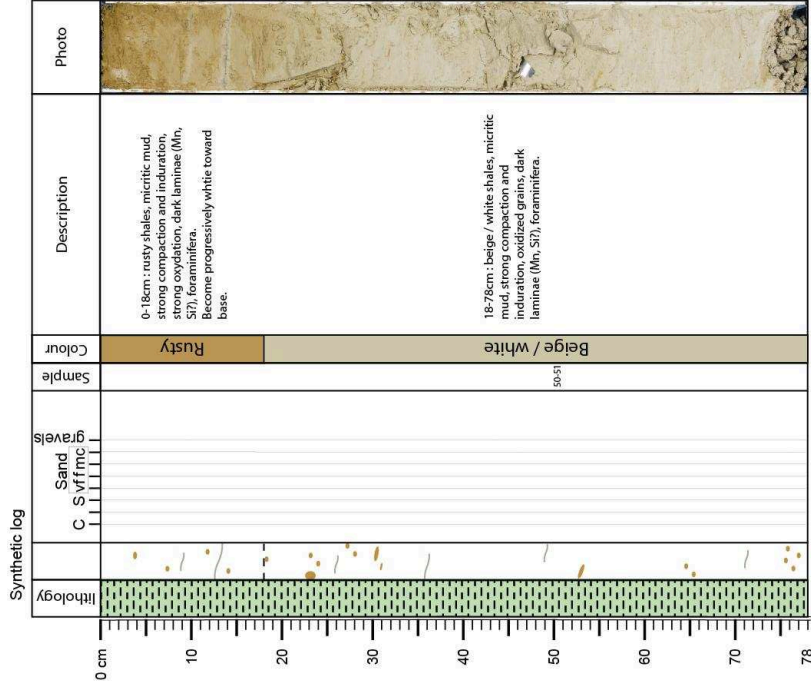 Synthetic log
lithology
C S vf f m c
Sand
gravels
Sample
Colour
Description
Photo
0 cm
10
20
30
40
50
60
70
78
Rusty
Beige / white
50-51
0-18cm : rusty shales, micritic mud,
strong compaction and induration,
strong oxydation, dark laminae (Mn,
Si?), foraminifera.
Become progressively whtie toward
base.
18-78cm : beige / white shales, micritic
mud, strong compaction and
induration, oxidized grains, dark
laminae (Mn, Si?), foraminifera.